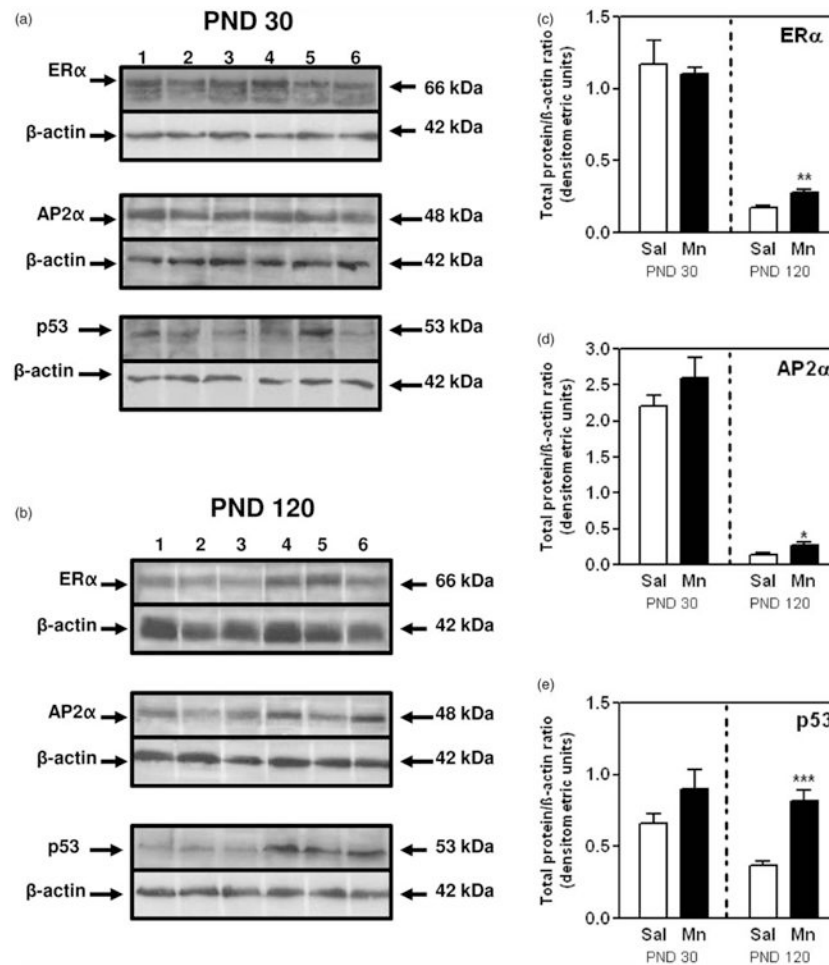 (a)
PND 30
1 2 3 4 5 6
ERα 66 kDa
β-actin 42 kDa
AP2α 48 kDa
β-actin 42 kDa
p53 53 kDa
β-actin 42 kDa
(b)
PND 120
1 2 3 4 5 6
ERα 66 kDa
β-actin 42 kDa
AP2α 48 kDa
β-actin 42 kDa
p53 53 kDa
β-actin 42 kDa
(c)
ERα
Total protein/ß-actin ratio
(densitometric units)
1.5
1.0
0.5
0.0
**
Sal Mn Sal Mn
PND 30 PND 120
(d)
AP2α
Total protein/ß-actin ratio
(densitometric units)
3.0
2.5
2.0
1.5
1.0
0.5
0.0
*
Sal Mn Sal Mn
PND 30 PND 120
(e)
p53
Total protein/ß-actin ratio
(densitometric units)
1.5
1.0
0.5
0.0
***
Sal Mn Sal Mn
PND 30 PND 120